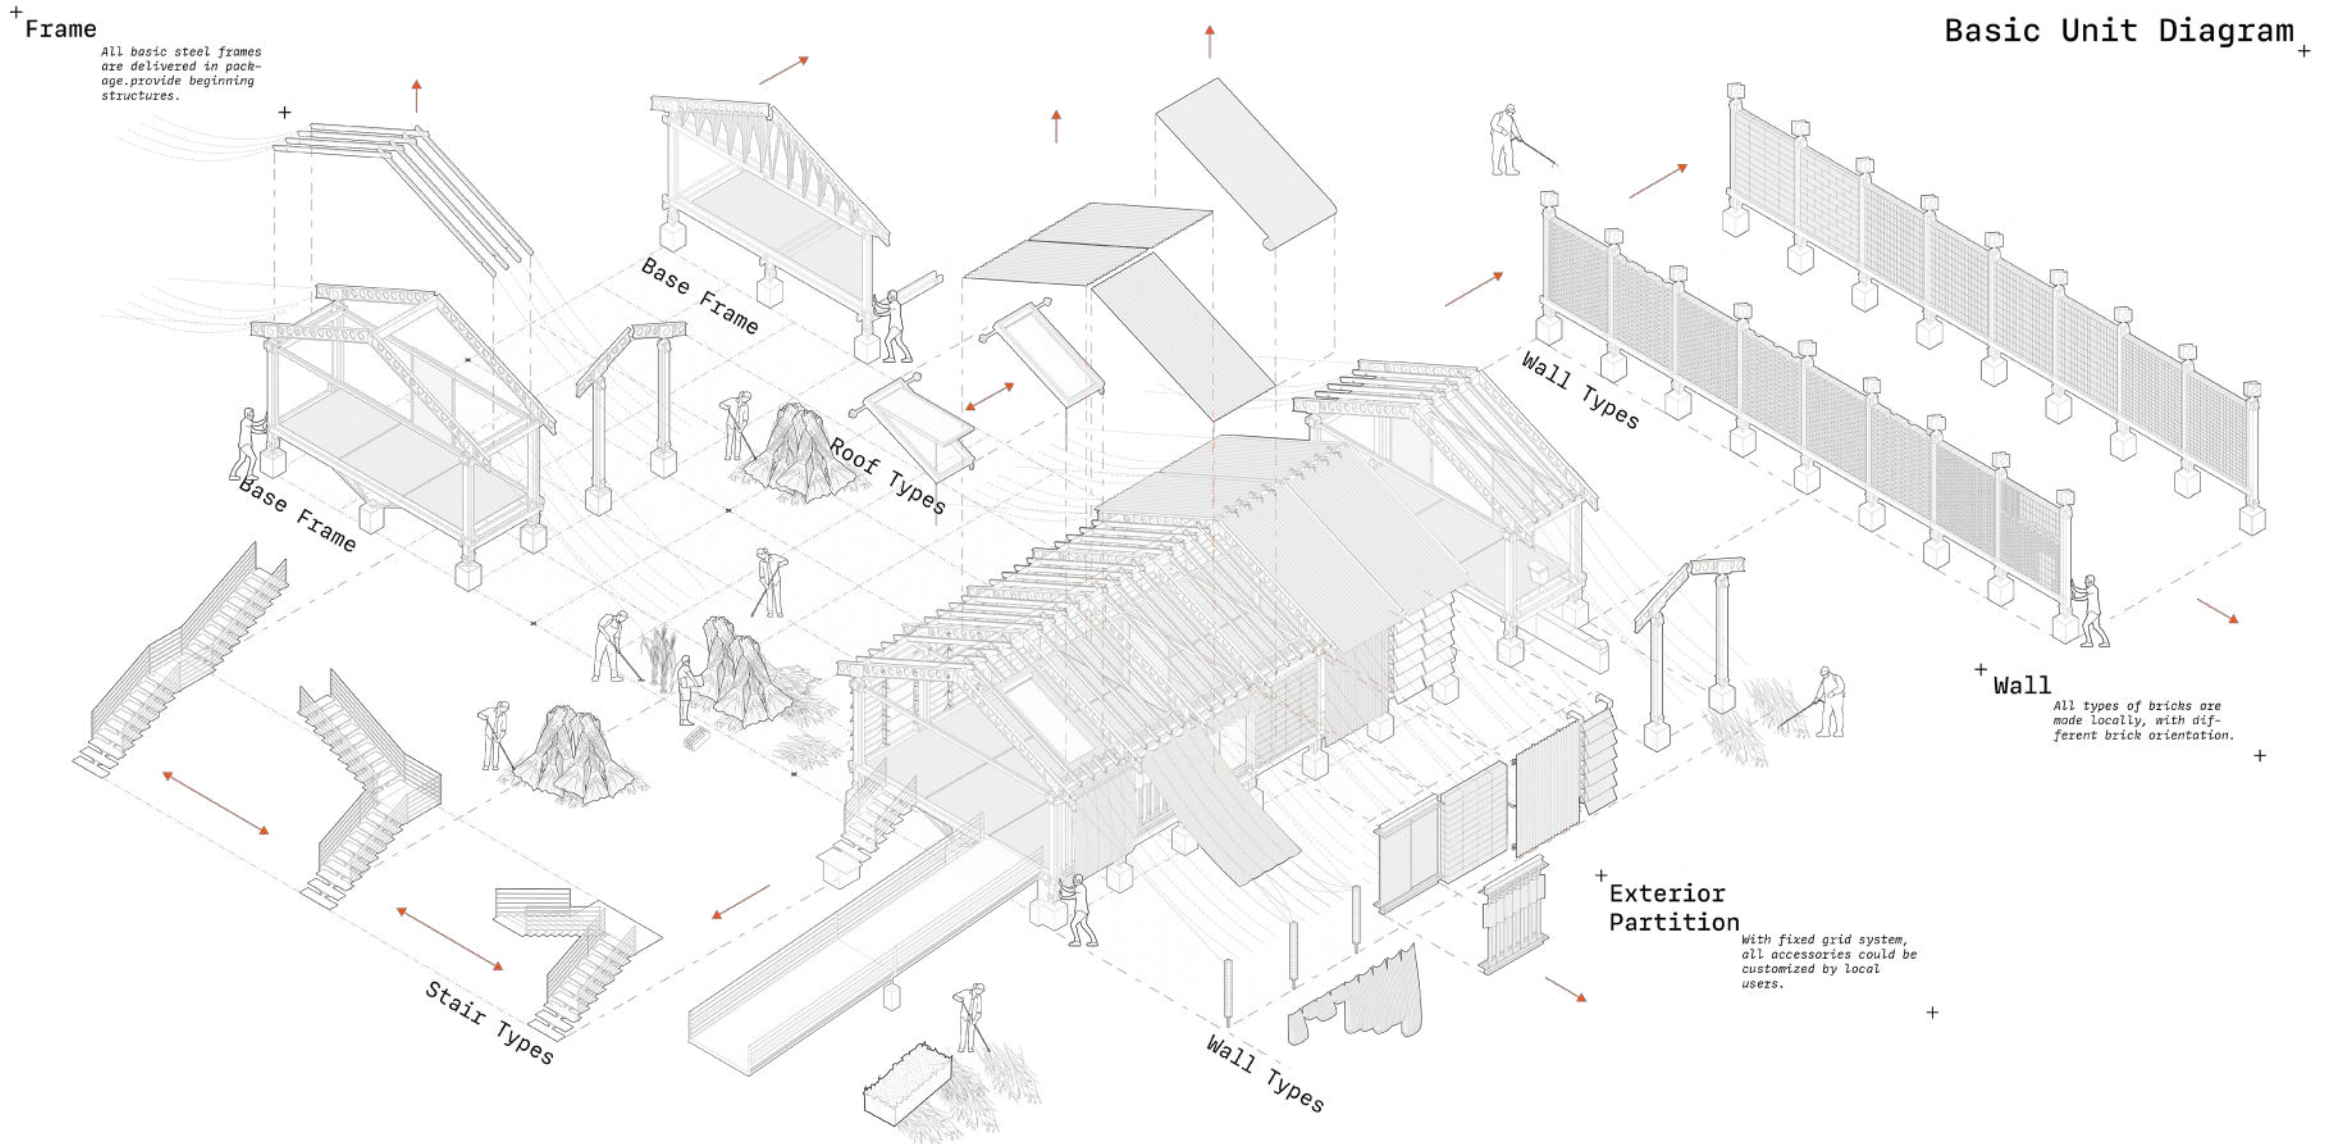 Frame
All basic steel frames
are delivered in pack-
age.provide beginning
structures.
Basic Unit Diagram
Base Frame
Base Frame
Roof Types
Wall Types
Wall
All types of bricks are
made locally, with dif-
ferent brick orientation.
Exterior
Partition
With fixed grid system,
all accessories could be
customized by local
users.
Stair Types
Wall Types